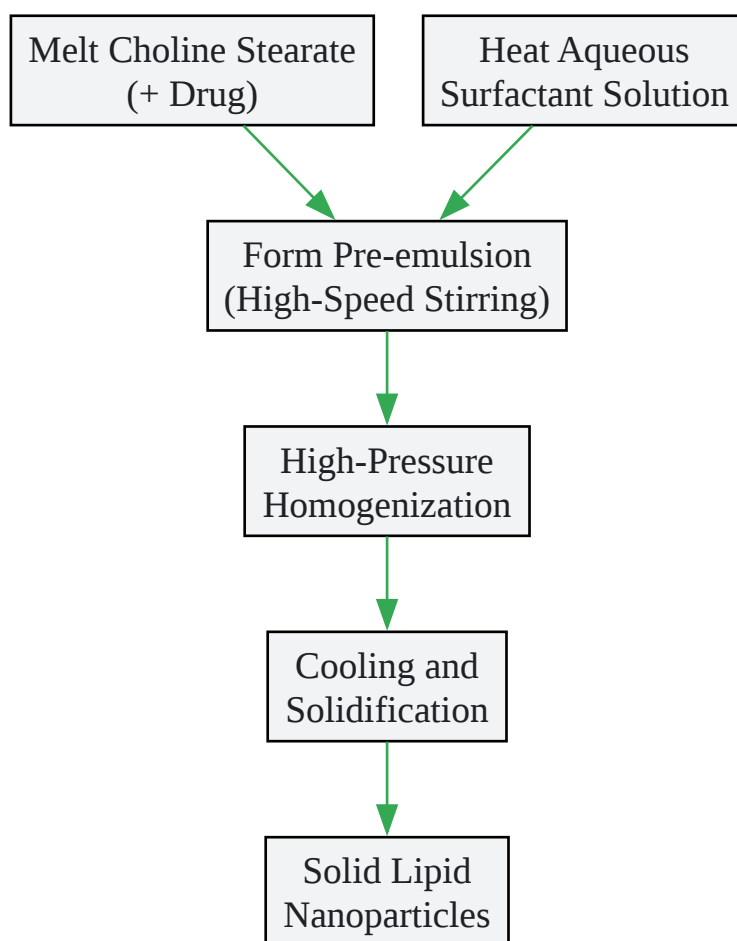 Melt Choline Stearate
(+ Drug)
Heat Aqueous
Surfactant Solution
Form Pre-emulsion
(High-Speed Stirring)
High-Pressure
Homogenization
Cooling and
Solidification
Solid Lipid
Nanoparticles